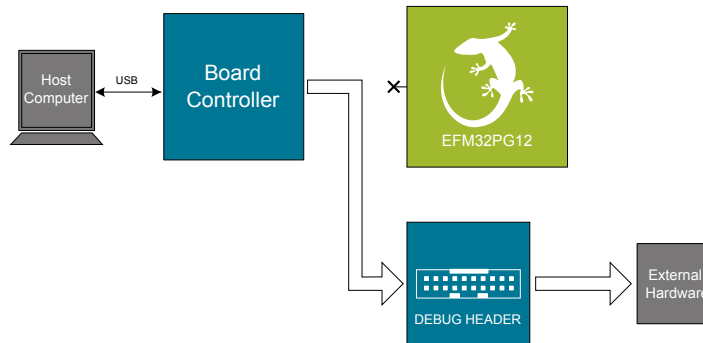 Host
Computer
USB
Board
Controller
EFM32PG12
DEBUG HEADER
External
Hardware